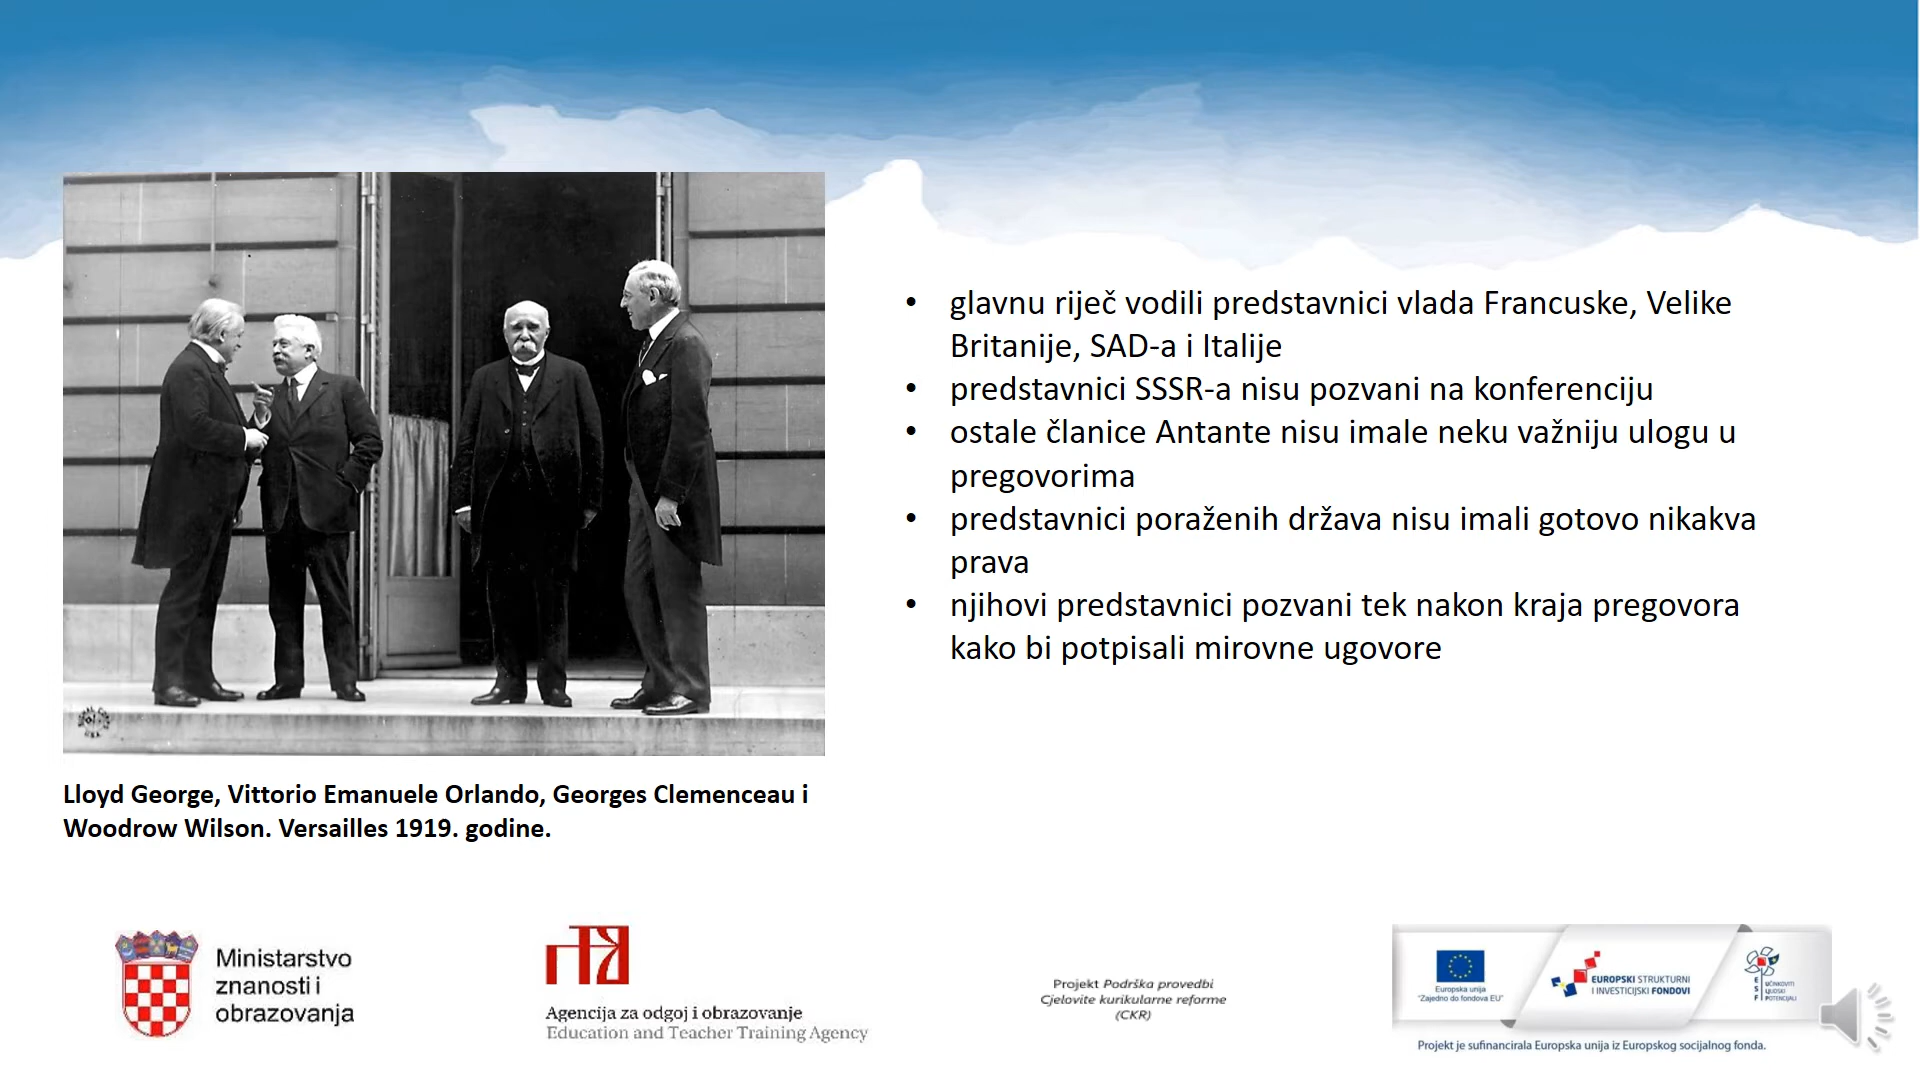 • glavnu riječ vodili predstavnici vlada Francuske, Velike
Britanije, SAD-a i Italije
• predstavnici SSSR-a nisu pozvani na konferenciju
• ostale članice Antante nisu imale neku važniju ulogu u
pregovorima
• predstavnici poraženih država nisu imali gotovo nikakva
prava
• njihovi predstavnici pozvani tek nakon kraja pregovora
kako bi potpisali mirovne ugovore
Lloyd George, Vittorio Emanuele Orlando, Georges Clemenceau i
Woodrow Wilson. Versailles 1919. godine.
Ministarstvo
znanosti i
obrazovanja
Agencija za odgoj i obrazovanje
Education and Teacher Training Agency
Projekt Podrška provedbi
Cjelovite kurikularne reforme
(CKR)
Europska unija
"Zajedno do fondova EU"
EUROPSKI STRUKTURNI
I INVESTICIJSKI FONDOVI
ESF
UČINKOVITI
LJUDSKI
POTENCIJALI
Projekt je sufinancirala Europska unija iz Europskog socijalnog fonda.